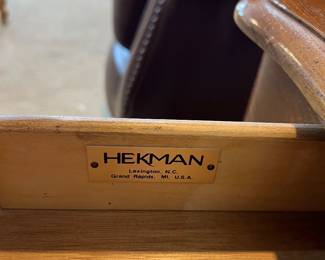 HEKMAN
Lexington, N.C.
Grand Rapids, MI, U.S.A.